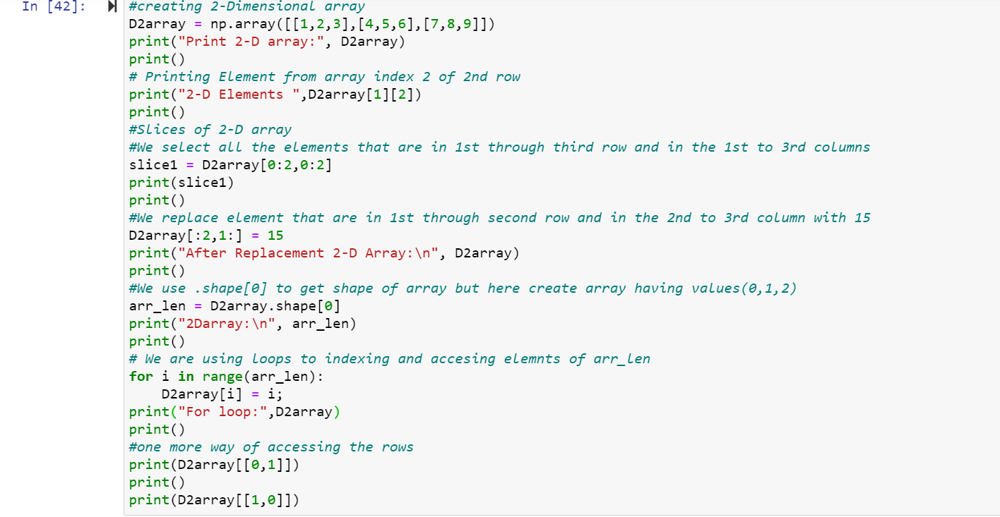 In [42]:
#creating 2-Dimensional array
D2array = np.array([[1,2,3],[4,5,6],[7,8,9]])
print("Print 2-D array:", D2array)
print()
# Printing Element from array index 2 of 2nd row
print("2-D Elements ",D2array[1][2])
print()
#Slices of 2-D array
#We select all the elements that are in 1st through third row and in the 1st to 3rd columns
slice1 = D2array[0:2,0:2]
print(slice1)
print()
#We replace element that are in 1st through second row and in the 2nd to 3rd column with 15
D2array[:2,1:] = 15
print("After Replacement 2-D Array:\n", D2array)
print()
#We use .shape[0] to get shape of array but here create array having values(0,1,2)
arr_len = D2array.shape[0]
print("2Darray:\n", arr_len)
print()
# We are using loops to indexing and accesing elemnts of arr_len
for i in range(arr_len):
    D2array[i] = i;
print("For loop:",D2array)
print()
#one more way of accessing the rows
print(D2array[[0,1]])
print()
print(D2array[[1,0]])